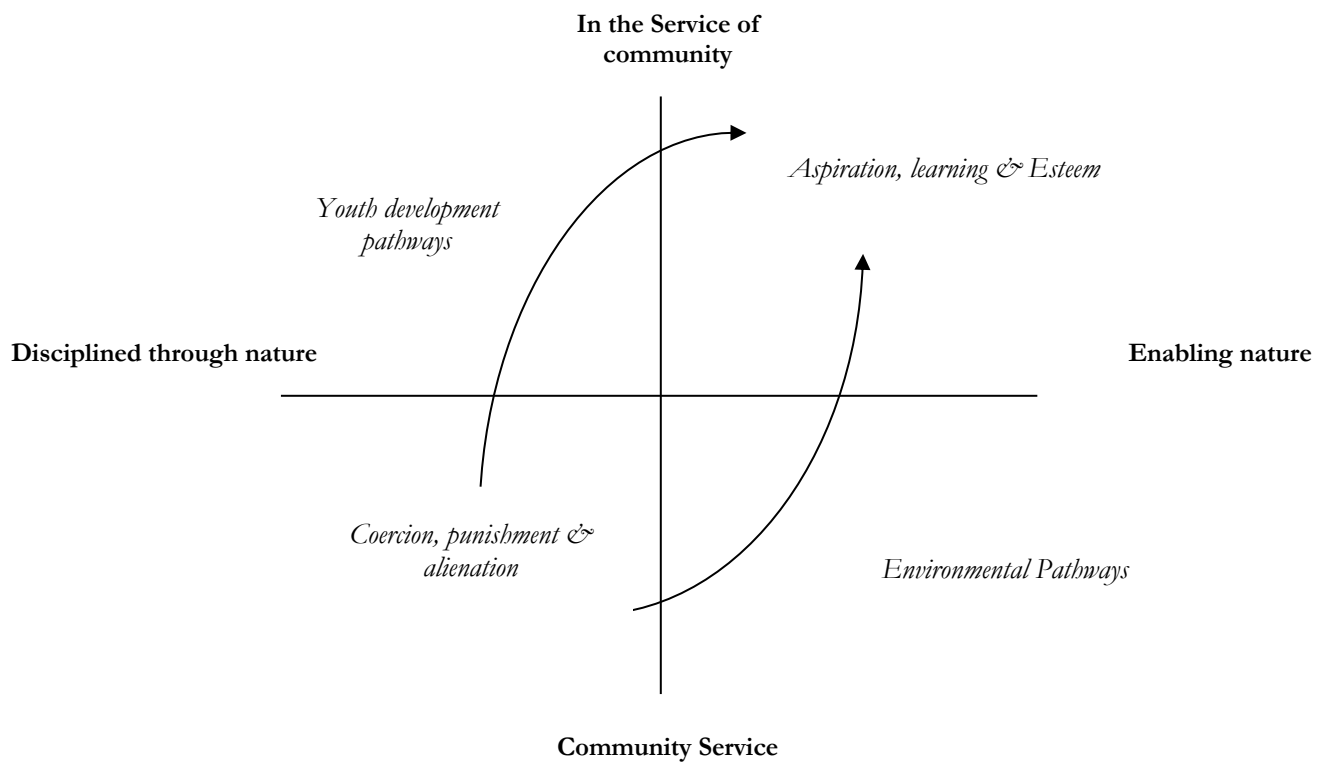 In the Service of
community
Aspiration, learning & Esteem
Youth development
pathways
Disciplined through nature
Enabling nature
Coercion, punishment &
alienation
Environmental Pathways
Community Service